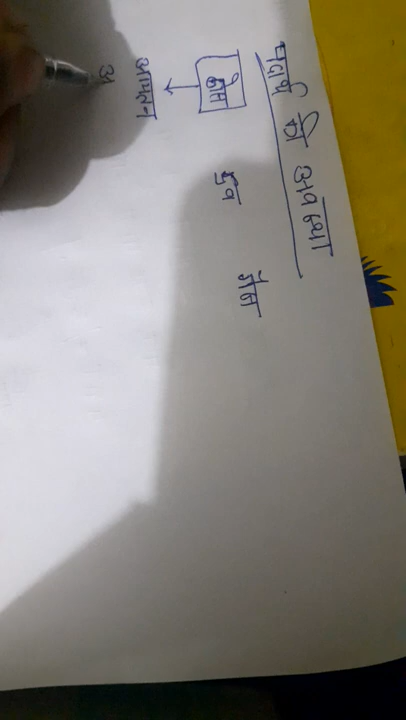 पदार्थ की अवस्था
ठोस द्रव गैस
आयतन
आ